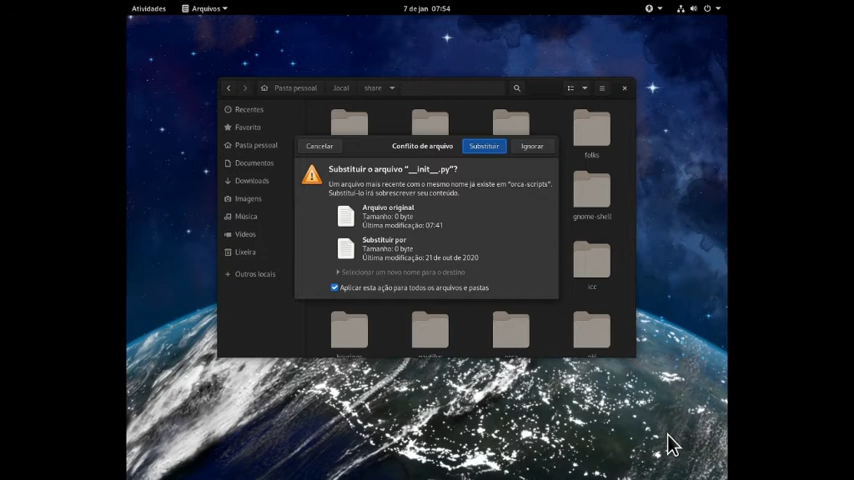 Atividades
Arquivos
7 de jan 07:54
Pasta pessoal
.local
share
Recentes
Favorito
Pasta pessoal
Documentos
Downloads
Imagens
Música
Vídeos
Lixeira
Outros locais
folks
gnome-shell
icc
Cancelar
Conflito de arquivo
Substituir
Ignorar
Substituir o arquivo “__init__.py”?
Um arquivo mais recente com o mesmo nome já existe em “orca-scripts”.
Substituí-lo irá sobrescrever seu conteúdo.
Arquivo original
Tamanho: 0 byte
Última modificação: 07:41
Substituir por
Tamanho: 0 byte
Última modificação: 21 de out de 2020
Selecionar um novo nome para o destino
Aplicar esta ação para todos os arquivos e pastas